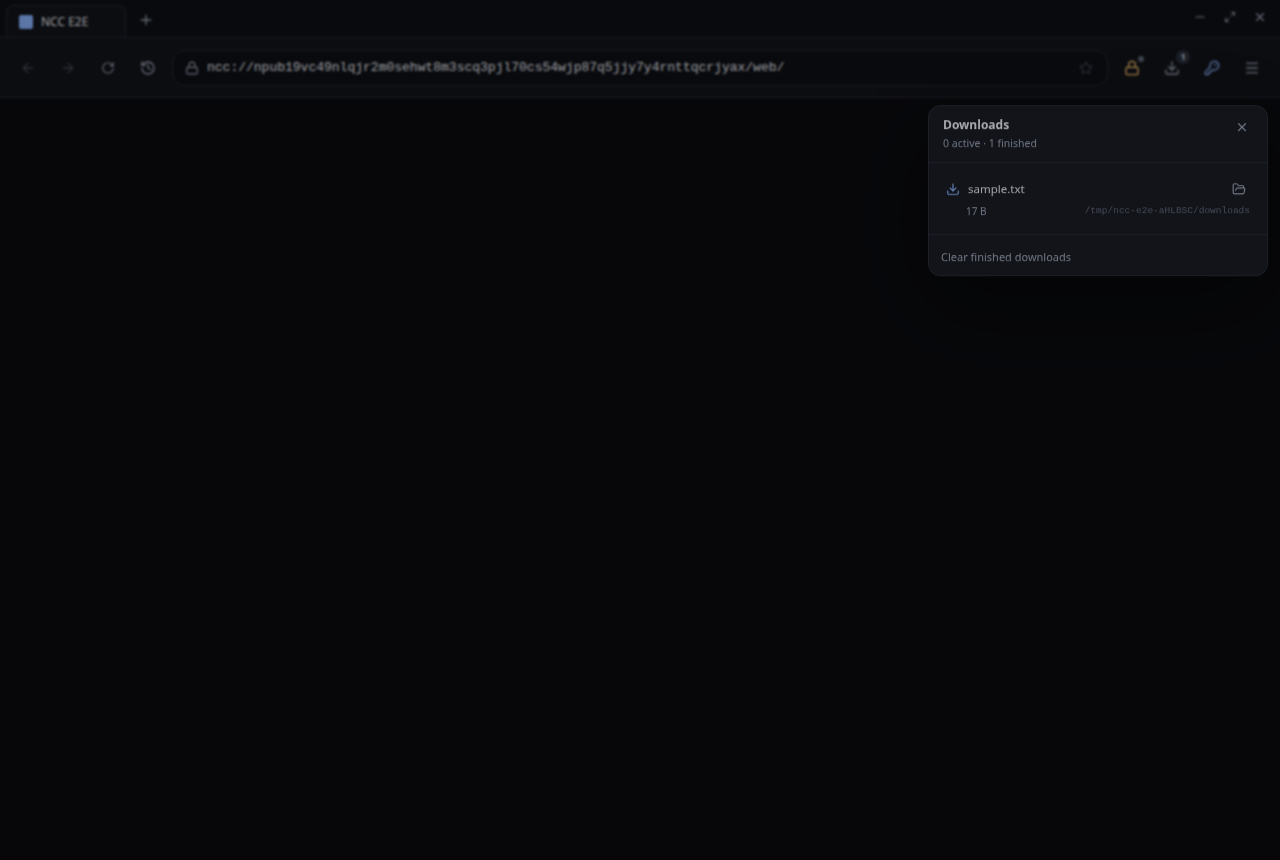 NCC E2E
ncc://npub19vc49nlqjr2m0sehwt8m3scq3pjl70cs54wjp87q5jjy7y4rnttqcrjyax/web/
1
Downloads
0 active · 1 finished
sample.txt
17 B
/tmp/ncc-e2e-aHLBSC/downloads
Clear finished downloads